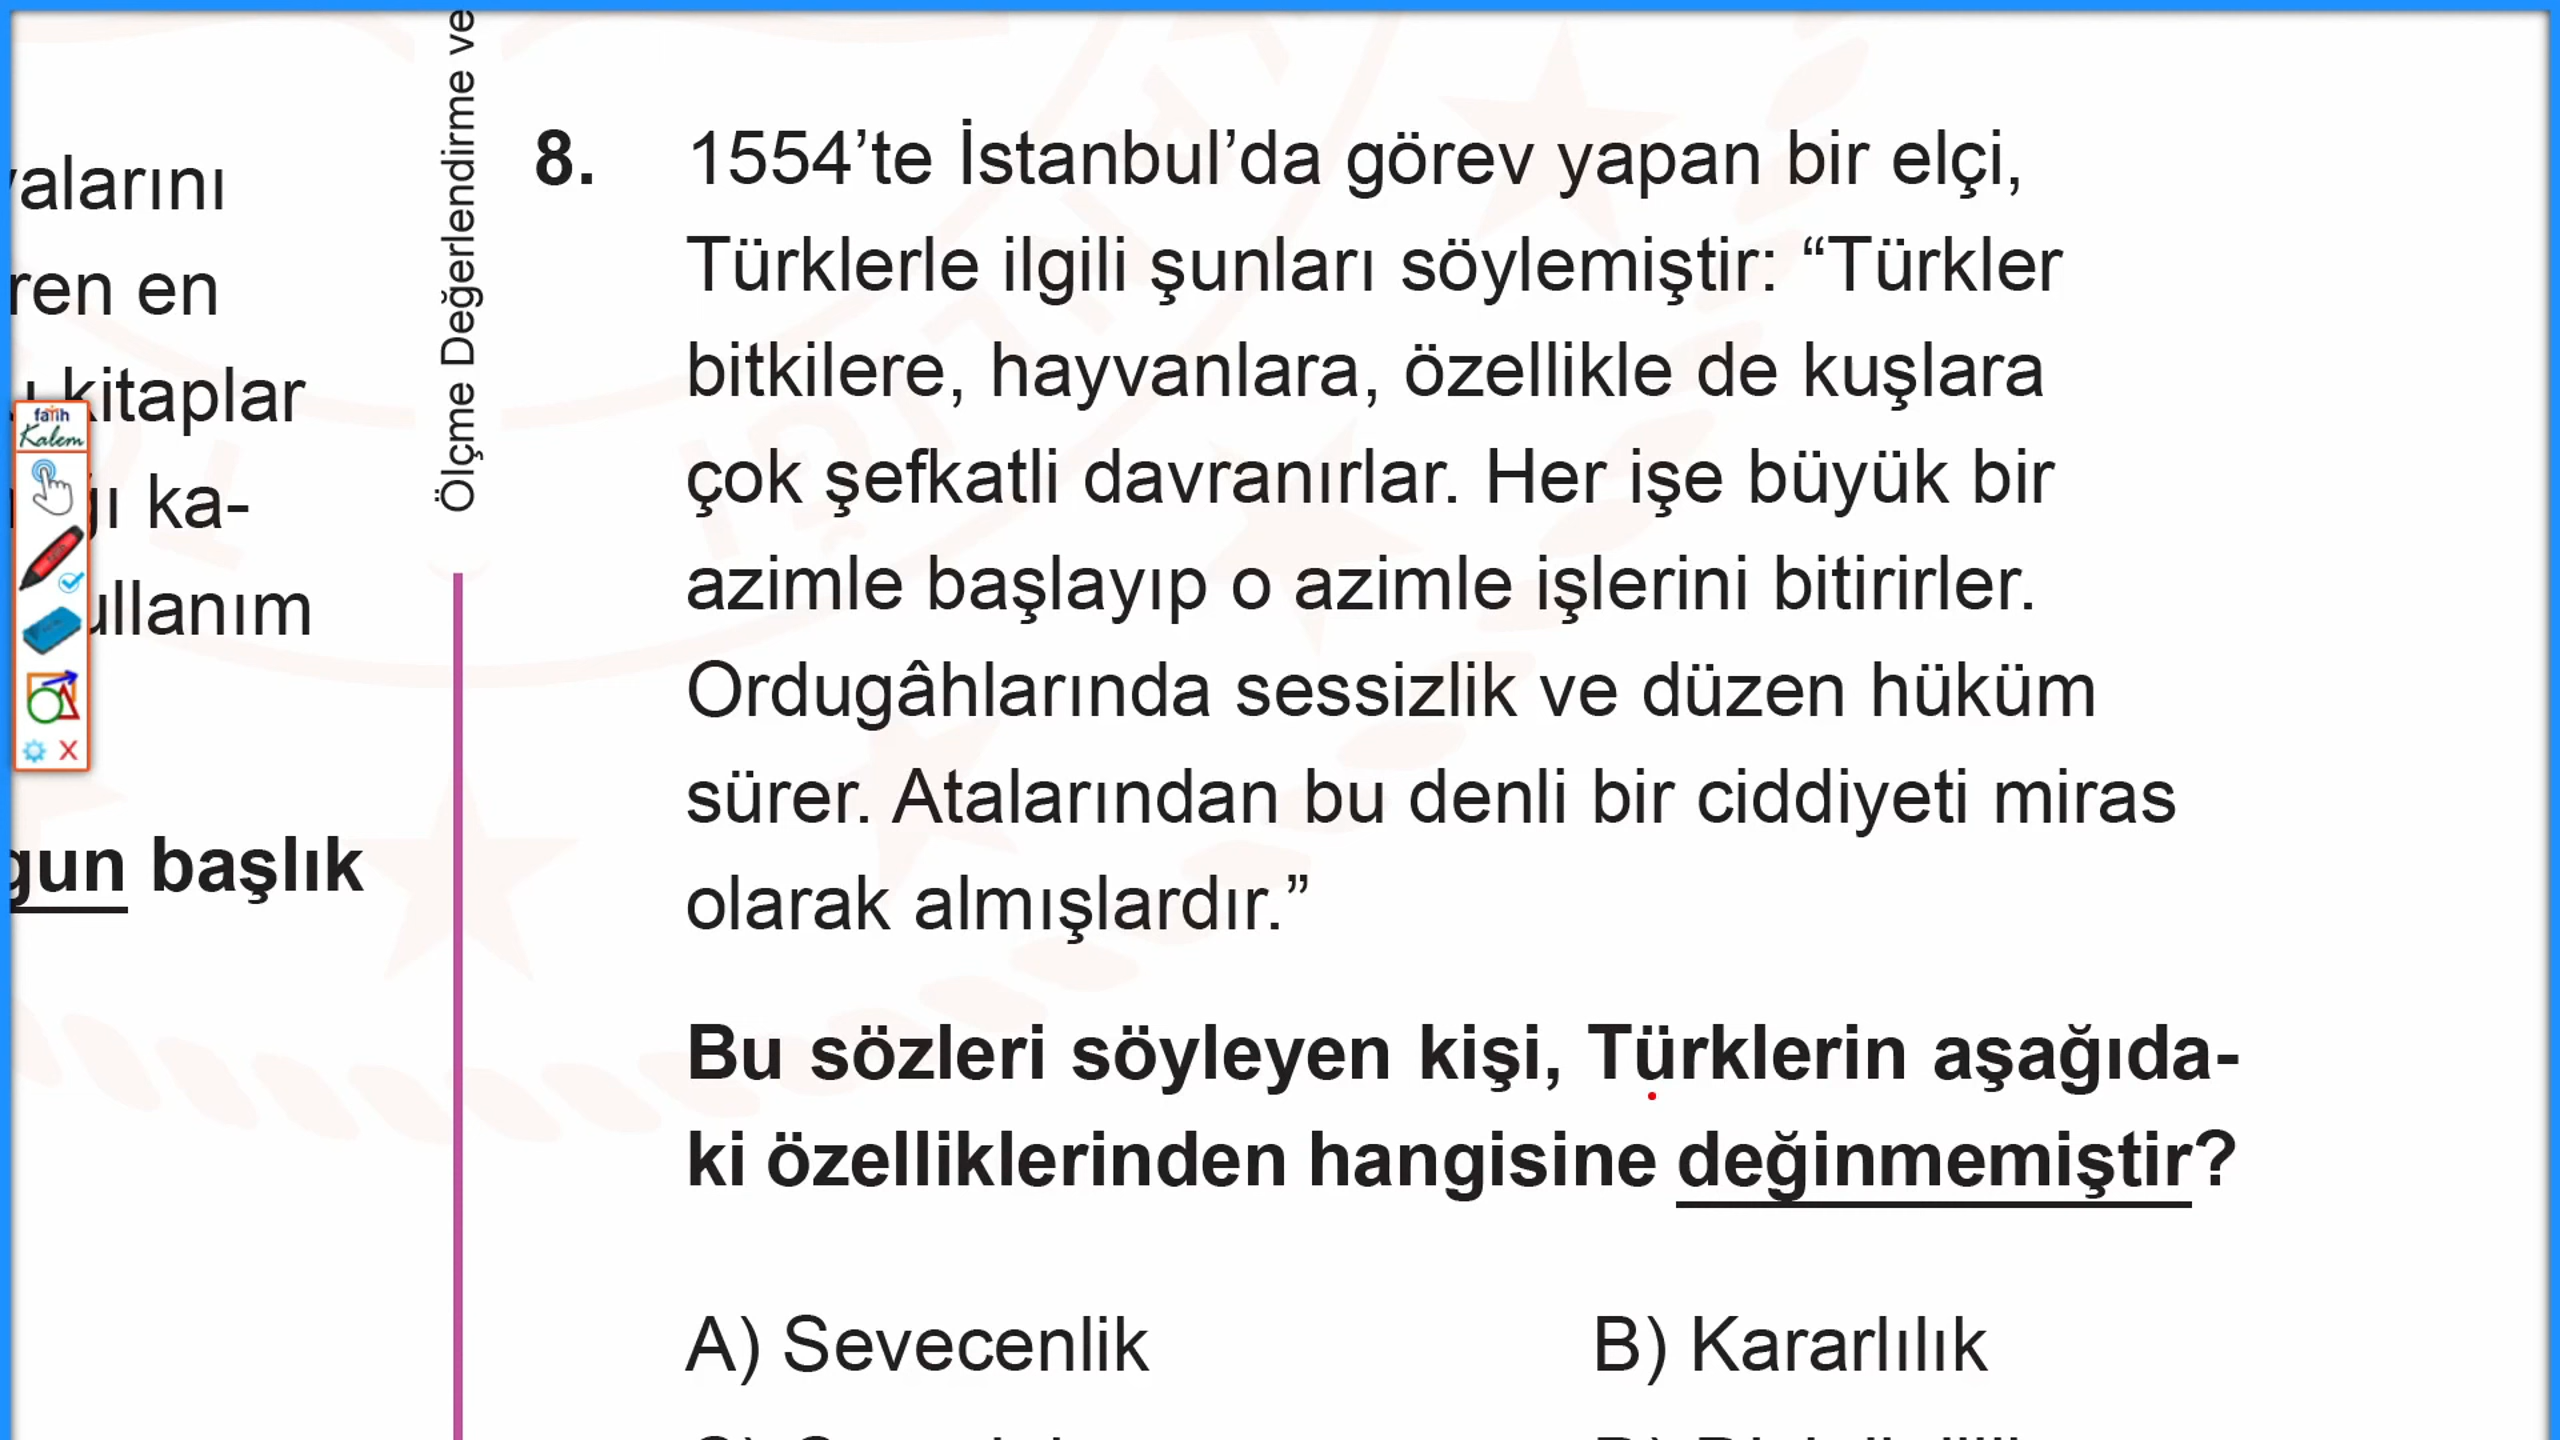 Ölçme Değerlendirme ve
alarını
ren en
kitaplar
ka-
ullanım
gun başlık
fatih
Kalem
8. 1554’te İstanbul’da görev yapan bir elçi,
Türklerle ilgili şunları söylemiştir: “Türkler
bitkilere, hayvanlara, özellikle de kuşlara
çok şefkatli davranırlar. Her işe büyük bir
azimle başlayıp o azimle işlerini bitirirler.
Ordugâhlarında sessizlik ve düzen hüküm
sürer. Atalarından bu denli bir ciddiyeti miras
olarak almışlardır.”
Bu sözleri söyleyen kişi, Türklerin aşağıda-
ki özelliklerinden hangisine değinmemiştir?
A) Sevecenlik B) Kararlılık